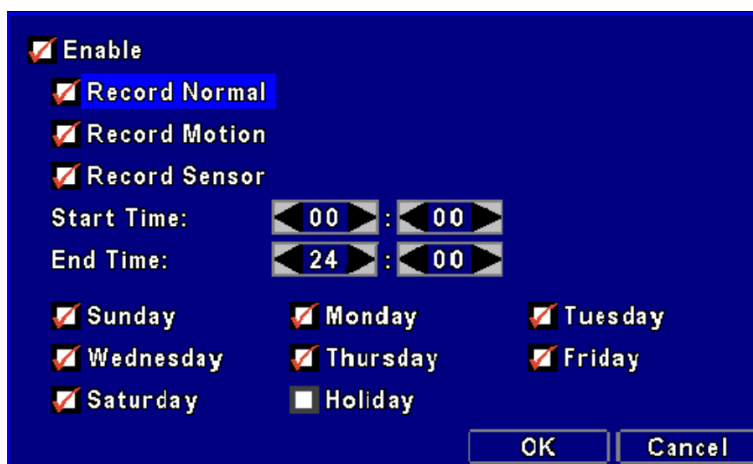 Enable
Record Normal
Record Motion
Record Sensor
Start Time: 00 : 00
End Time: 24 : 00
Sunday Monday Tuesday
Wednesday Thursday Friday
Saturday Holiday
OK Cancel